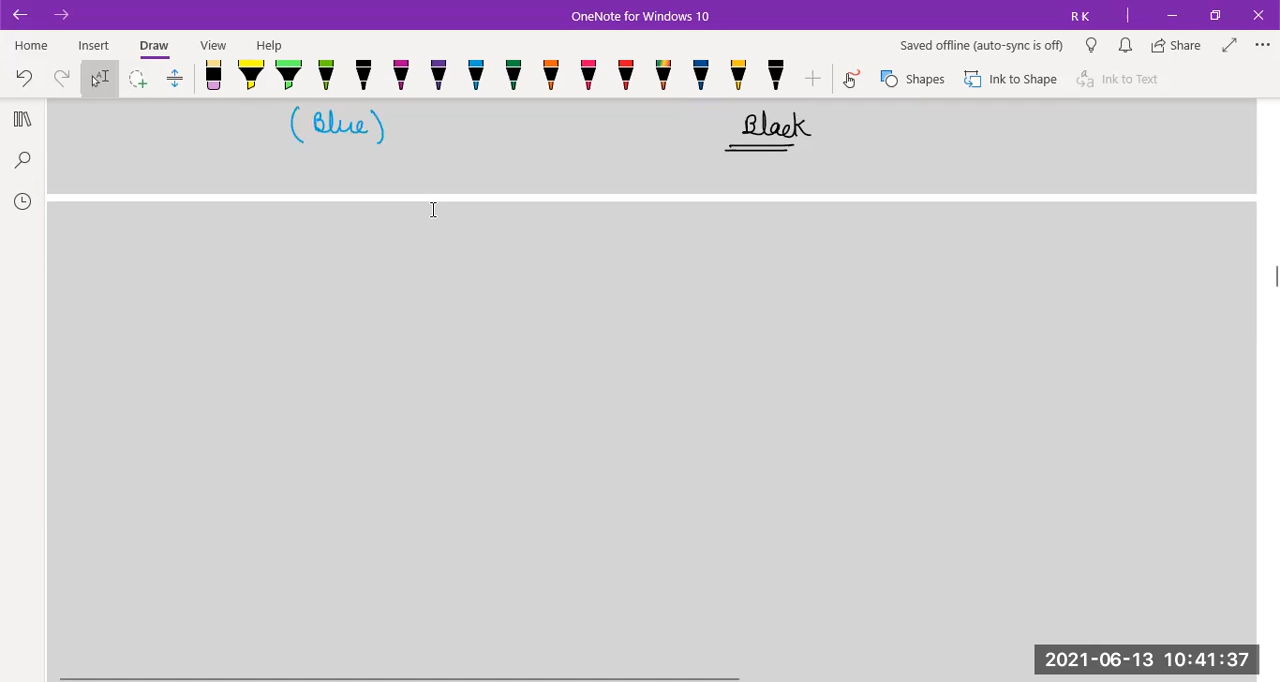 OneNote for Windows 10
R K
Home Insert Draw View Help
Saved offline (auto-sync is off) Share
Shapes Ink to Shape Ink to Text
(Blue) Black
2021-06-13 10:41:37